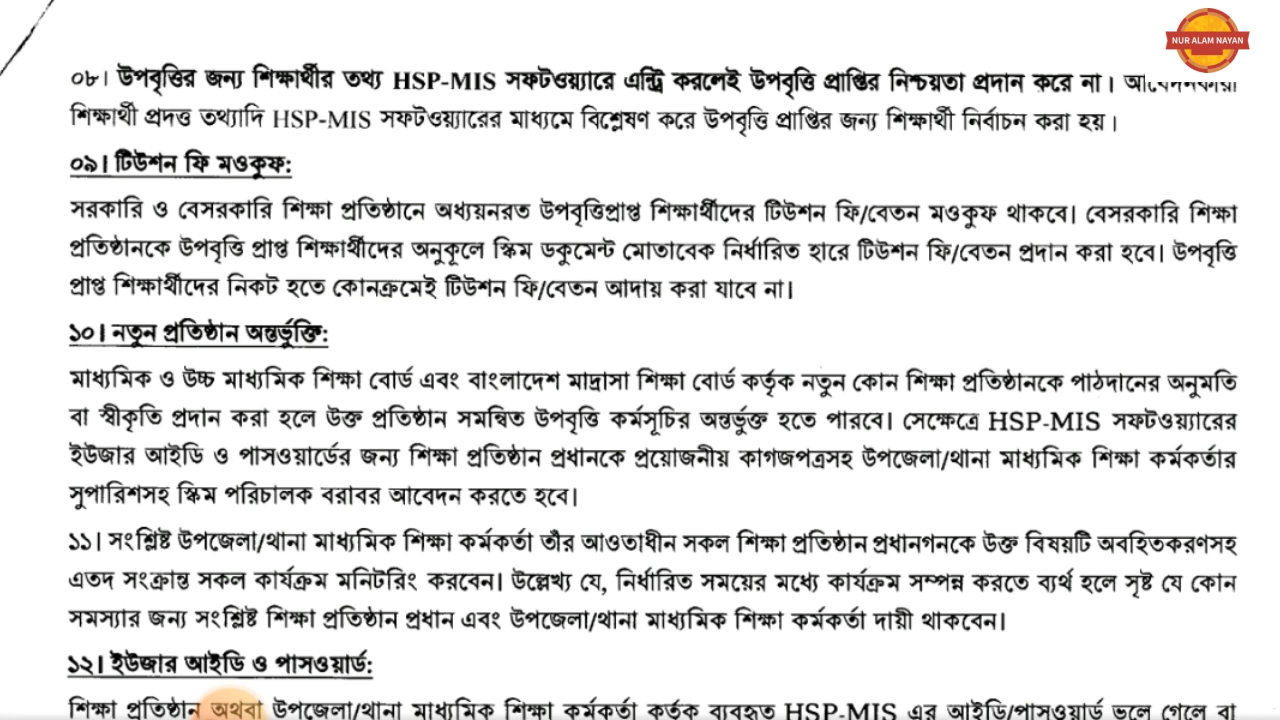 NUR ALAM NAYAN
০৮। উপবৃত্তির জন্য শিক্ষার্থীর তথ্য HSP-MIS সফটওয়্যারে এন্ট্রি করলেই উপবৃত্তি প্রাপ্তির নিশ্চয়তা প্রদান করে না। আবেদনকারী
শিক্ষার্থী প্রদত্ত তথ্যাদি HSP-MIS সফটওয়্যারের মাধ্যমে বিশ্লেষণ করে উপবৃত্তি প্রাপ্তির জন্য শিক্ষার্থী নির্বাচন করা হয়।
০৯। টিউশন ফি মওকুফ:
সরকারি ও বেসরকারি শিক্ষা প্রতিষ্ঠানে অধ্যয়নরত উপবৃত্তিপ্রাপ্ত শিক্ষার্থীদের টিউশন ফি/বেতন মওকুফ থাকবে। বেসরকারি শিক্ষা
প্রতিষ্ঠানকে উপবৃত্তি প্রাপ্ত শিক্ষার্থীদের অনুকূলে স্কিম ডকুমেন্ট মোতাবেক নির্ধারিত হারে টিউশন ফি/বেতন প্রদান করা হবে। উপবৃত্তি
প্রাপ্ত শিক্ষার্থীদের নিকট হতে কোনক্রমেই টিউশন ফি/বেতন আদায় করা যাবে না।
১০। নতুন প্রতিষ্ঠান অন্তর্ভুক্তি:
মাধ্যমিক ও উচ্চ মাধ্যমিক শিক্ষা বোর্ড এবং বাংলাদেশ মাদ্রাসা শিক্ষা বোর্ড কর্তৃক নতুন কোন শিক্ষা প্রতিষ্ঠানকে পাঠদানের অনুমতি
বা স্বীকৃতি প্রদান করা হলে উক্ত প্রতিষ্ঠান সমন্বিত উপবৃত্তি কর্মসূচির অন্তর্ভুক্ত হতে পারবে। সেক্ষেত্রে HSP-MIS সফটওয়্যারের
ইউজার আইডি ও পাসওয়ার্ডের জন্য শিক্ষা প্রতিষ্ঠান প্রধানকে প্রয়োজনীয় কাগজপত্রসহ উপজেলা/থানা মাধ্যমিক শিক্ষা কর্মকর্তার
সুপারিশসহ স্কিম পরিচালক বরাবর আবেদন করতে হবে।
১১। সংশ্লিষ্ট উপজেলা/থানা মাধ্যমিক শিক্ষা কর্মকর্তা তাঁর আওতাধীন সকল শিক্ষা প্রতিষ্ঠান প্রধানগনকে উক্ত বিষয়টি অবহিতকরণসহ
এতদ সংক্রান্ত সকল কার্যক্রম মনিটরিং করবেন। উল্লেখ্য যে, নির্ধারিত সময়ের মধ্যে কার্যক্রম সম্পন্ন করতে ব্যর্থ হলে সৃষ্ট যে কোন
সমস্যার জন্য সংশ্লিষ্ট শিক্ষা প্রতিষ্ঠান প্রধান এবং উপজেলা/থানা মাধ্যমিক শিক্ষা কর্মকর্তা দায়ী থাকবেন।
১২। ইউজার আইডি ও পাসওয়ার্ড:
শিক্ষা প্রতিষ্ঠান অথবা উপজেলা/থানা মাধ্যমিক শিক্ষা কর্মকর্তা কর্তৃক ব্যবহৃত HSP-MIS এর আইডি/পাসওয়ার্ড ভুলে গেলে বা